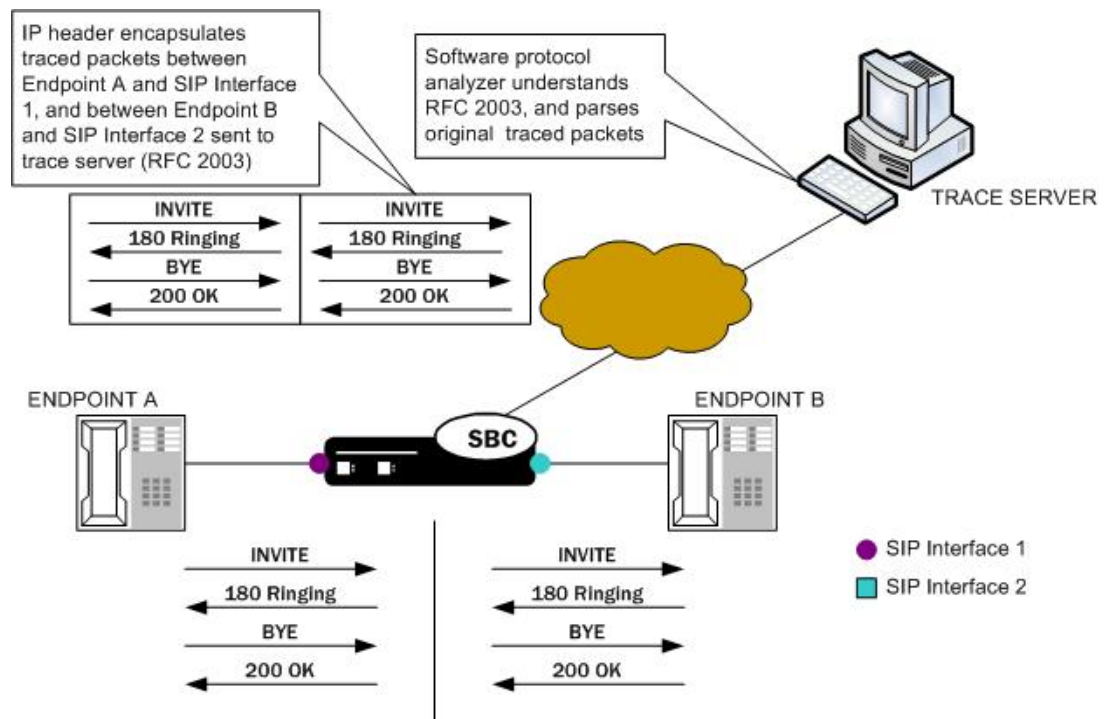 IP header encapsulates
traced packets between
Endpoint A and SIP Interface
1, and between Endpoint B
and SIP Interface 2 sent to
trace server (RFC 2003)
Software protocol
analyzer understands
RFC 2003, and parses
original traced packets
TRACE SERVER
INVITE
180 Ringing
BYE
200 OK
INVITE
180 Ringing
BYE
200 OK
ENDPOINT A
SBC
ENDPOINT B
INVITE
180 Ringing
BYE
200 OK
INVITE
180 Ringing
BYE
200 OK
SIP Interface 1
SIP Interface 2